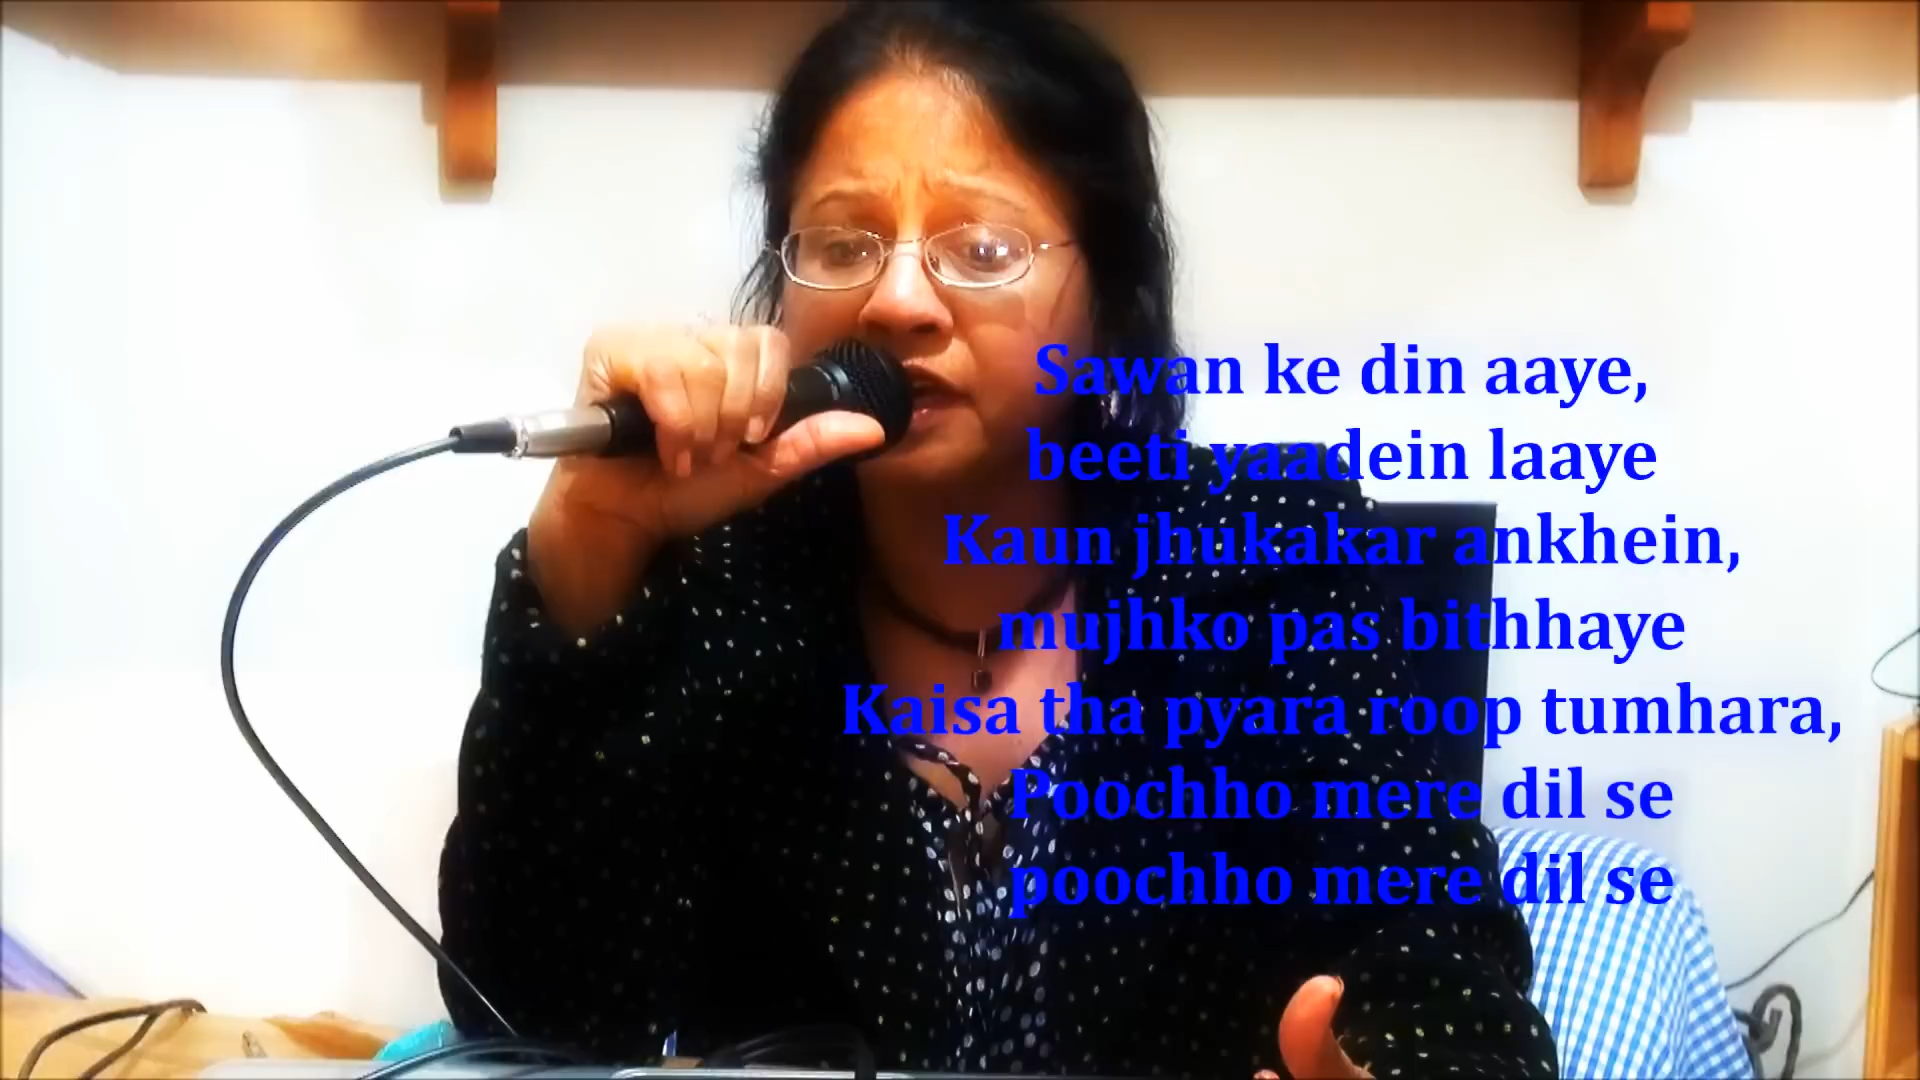 Sawan ke din aaye,
beeti yaadein laaye
Kaun jhukakar ankhein,
mujhko pas bithhaye
Kaisa tha pyara roop tumhara,
Poochho mere dil se
poochho mere dil se